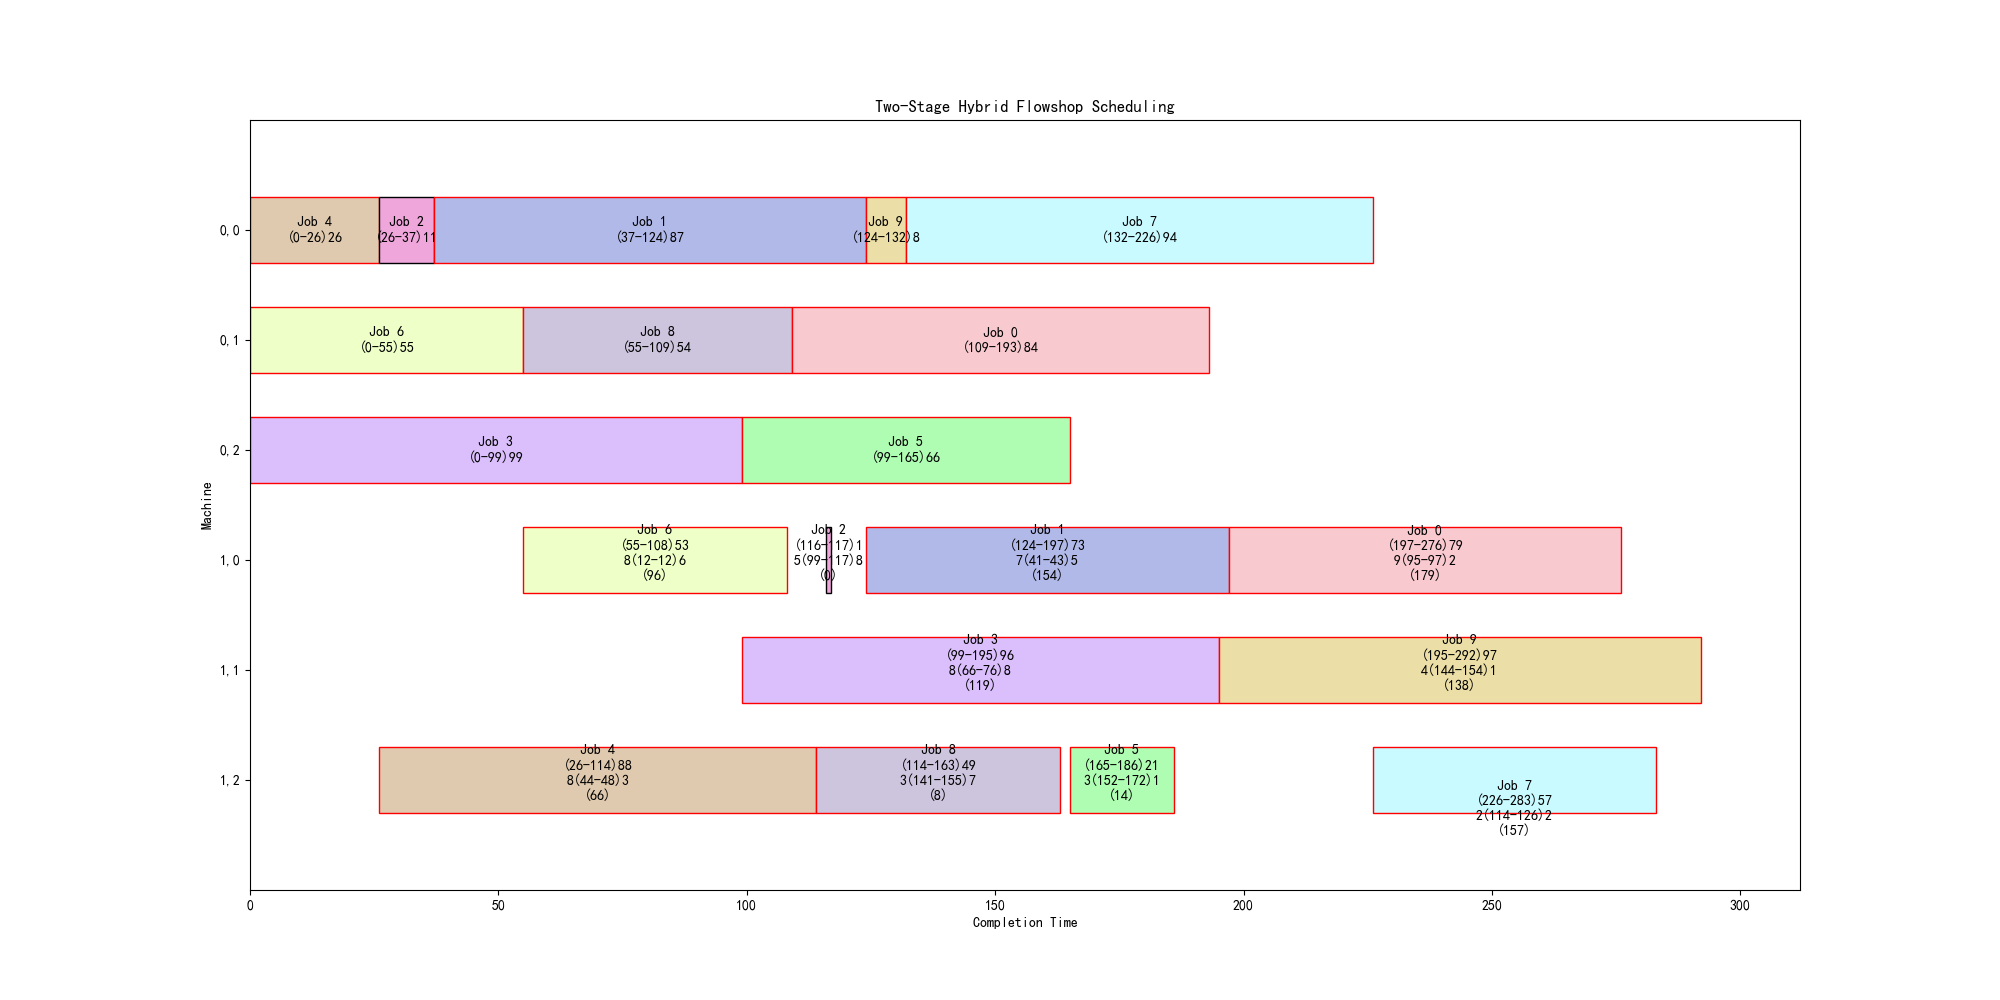 Two-Stage Hybrid Flowshop Scheduling
Machine
0,0
Job 4
(0-26)26
Job 2
(26-37)11
Job 1
(37-124)87
Job 9
(124-132)8
Job 7
(132-226)94
0,1
Job 6
(0-55)55
Job 8
(55-109)54
Job 0
(109-193)84
0,2
Job 3
(0-99)99
Job 5
(99-165)66
1,0
Job 6
(55-108)53
8(12-12)6
(96)
Job 2
(116-117)1
5(99-117)8
(0)
Job 1
(124-197)73
7(41-43)5
(154)
Job 0
(197-276)79
9(95-97)2
(179)
1,1
Job 3
(99-195)96
8(66-76)8
(119)
Job 9
(195-292)97
4(144-154)1
(138)
1,2
Job 4
(26-114)88
8(44-48)3
(66)
Job 8
(114-163)49
3(141-155)7
(8)
Job 5
(165-186)21
3(152-172)1
(14)
Job 7
(226-283)57
2(114-126)2
(157)
0 50 100 150 200 250 300
Completion Time